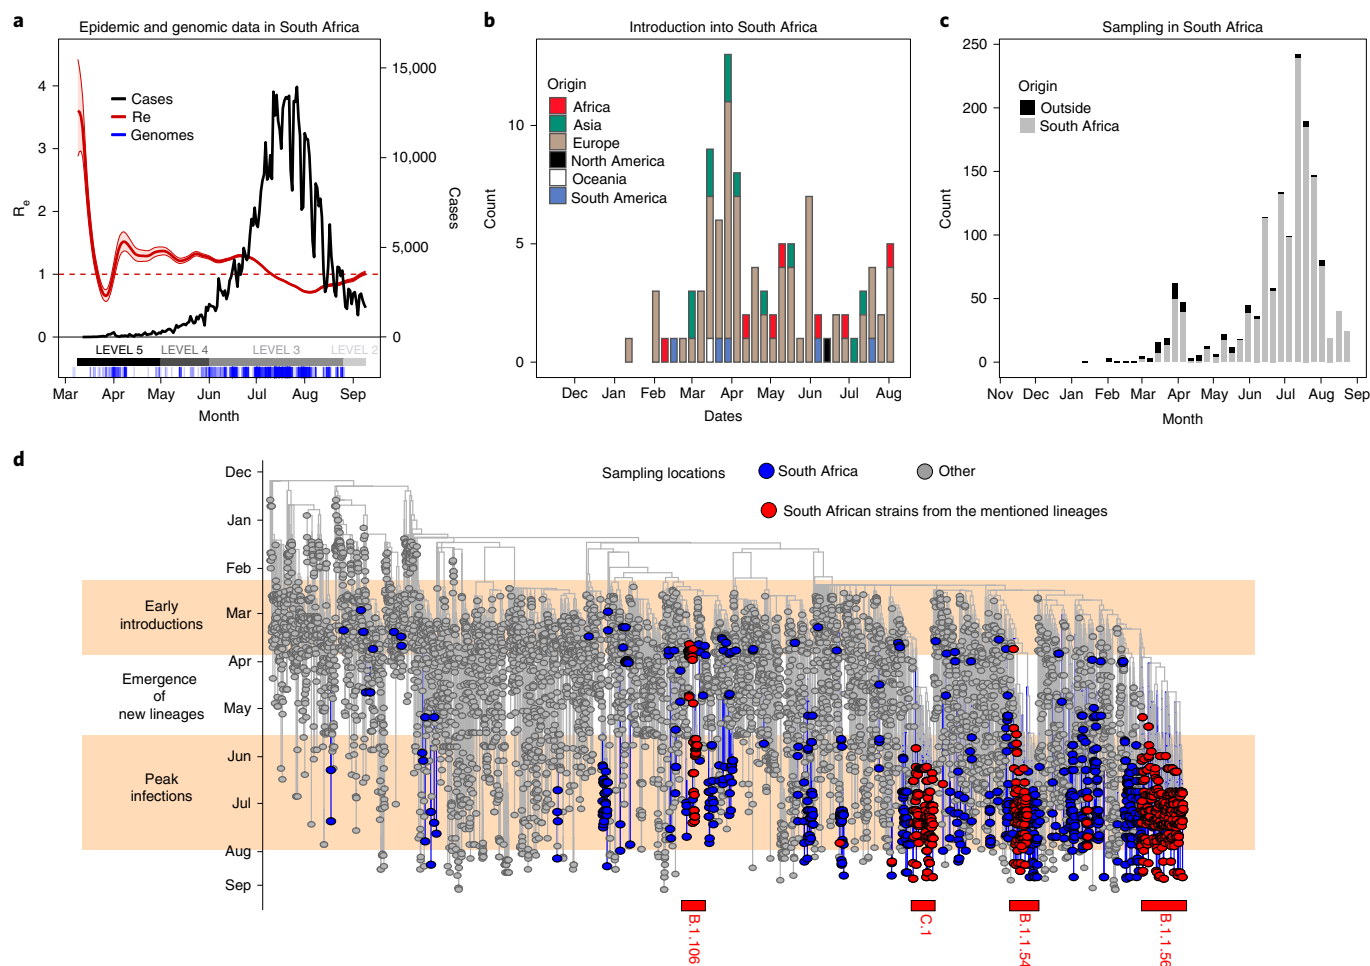 a
Epidemic and genomic data in South Africa
4
3
2
1
0
Re
15,000
10,000
5,000
0
Cases
Cases
Re
Genomes
LEVEL 5
LEVEL 4
LEVEL 3
LEVEL 2
Mar Apr May Jun Jul Aug Sep
Month
b
Introduction into South Africa
10
5
0
Count
Origin
Africa
Asia
Europe
North America
Oceania
South America
Dec Jan Feb Mar Apr May Jun Jul Aug
Dates
c
Sampling in South Africa
250
200
150
100
50
0
Count
Origin
Outside
South Africa
Nov Dec Jan Feb Mar Apr May Jun Jul Aug Sep
Month
d
Sampling locations
South Africa
Other
South African strains from the mentioned lineages
Dec
Jan
Feb
Mar
Apr
May
Jun
Jul
Aug
Sep
Early
introductions
Emergence
of
new lineages
Peak
infections
B.1.106
C.1
B.1.1.54
B.1.1.56